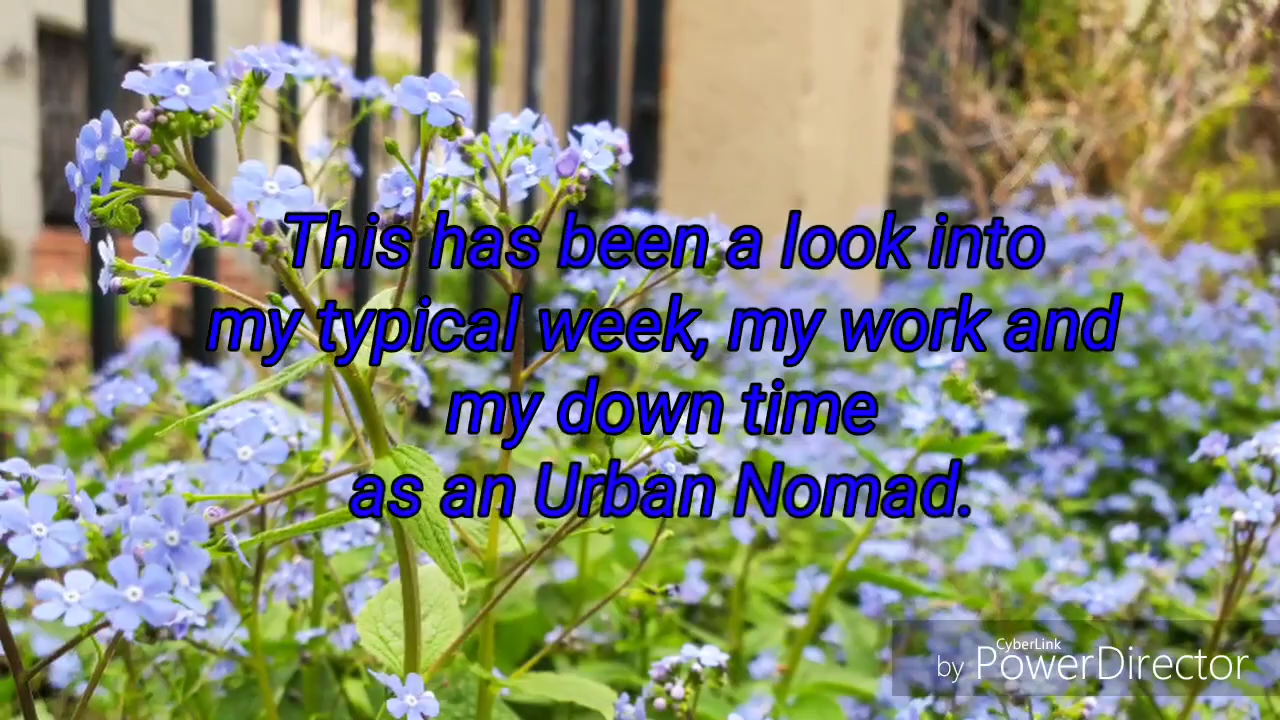 This has been a look into
my typical week, my work and
my down time
as an Urban Nomad.
CyberLink
by PowerDirector